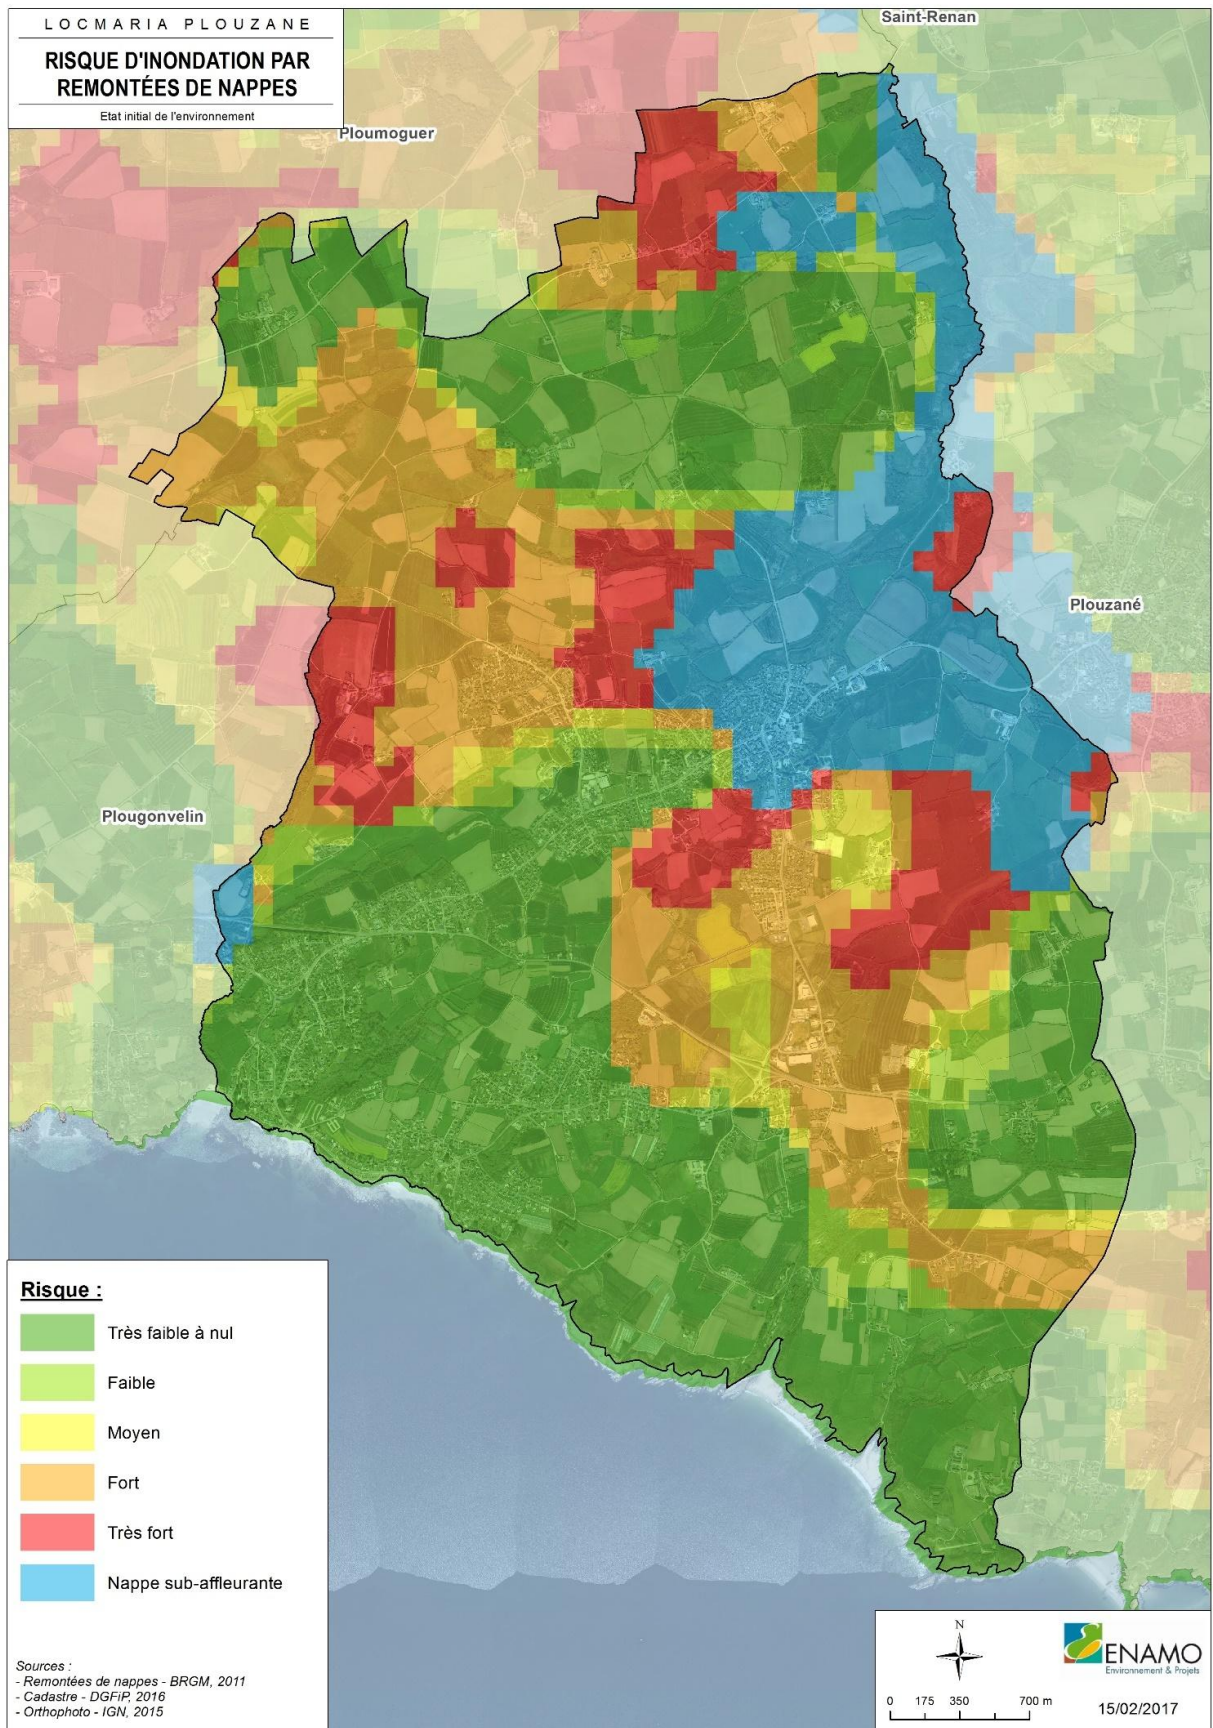 LOCMARIA PLOUZANE
RISQUE D'INONDATION PAR
REMONTÉES DE NAPPES
Etat initial de l'environnement
Saint-Renan
Ploumoguer
Plouzané
Plougonvelin
Risque :
Très faible à nul
Faible
Moyen
Fort
Très fort
Nappe sub-affleurante
Sources :
- Remontées de nappes - BRGM, 2011
- Cadastre - DGFiP, 2016
- Orthophoto - IGN, 2015
N
0 175 350 700 m
ENAMO
Environnement & Projets
15/02/2017